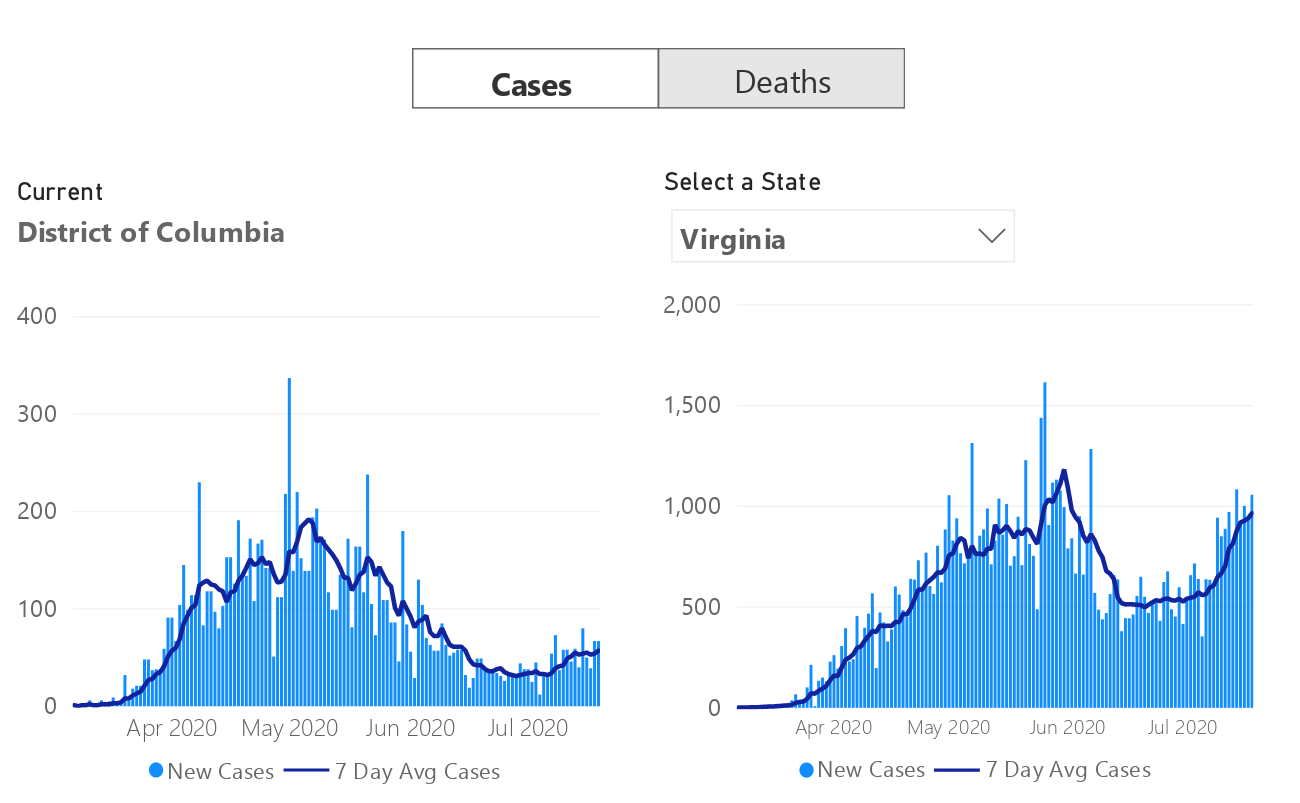 Cases Deaths
Current
District of Columbia
400
300
200
100
0
Apr 2020 May 2020 Jun 2020 Jul 2020
New Cases 7 Day Avg Cases
Select a State
Virginia
2,000
1,500
1,000
500
0
Apr 2020 May 2020 Jun 2020 Jul 2020
New Cases 7 Day Avg Cases